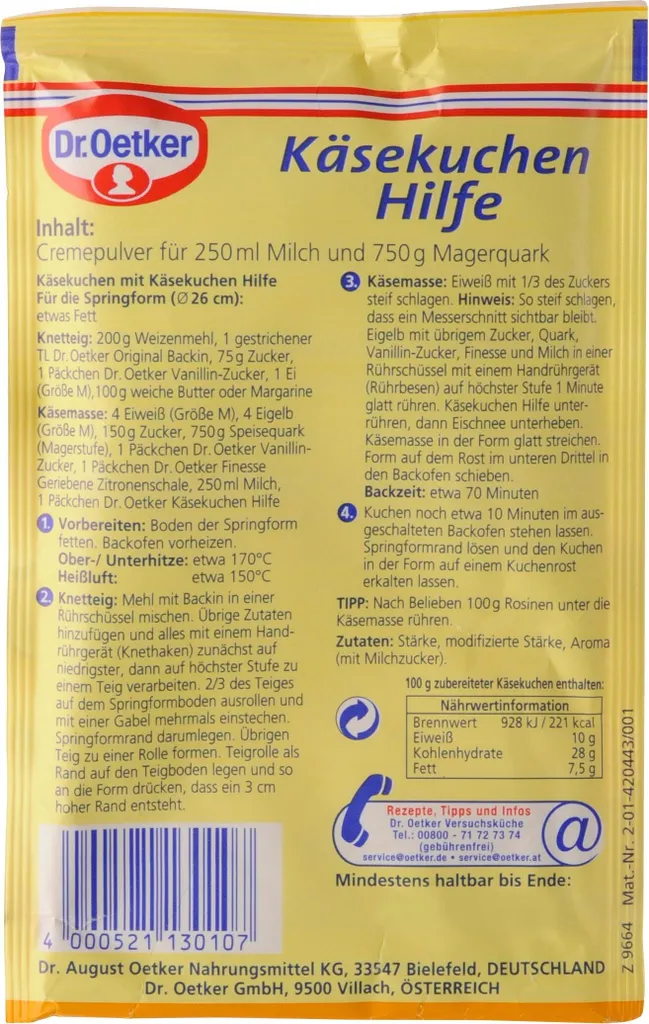 Dr.Oetker
Käsekuchen
Hilfe
Inhalt:
Cremepulver für 250 ml Milch und 750 g Magerquark
Käsekuchen mit Käsekuchen Hilfe
Für die Springform (Ø 26 cm):
etwas Fett
Knetteig: 200 g Weizenmehl, 1 gestrichener
TL Dr. Oetker Original Backin, 75 g Zucker,
1 Päckchen Dr. Oetker Vanillin-Zucker, 1 Ei
(Größe M), 100 g weiche Butter oder Margarine
Käsemasse: 4 Eiweiß (Größe M), 4 Eigelb
(Größe M), 150 g Zucker, 750 g Speisequark
(Magerstufe), 1 Päckchen Dr. Oetker Vanillin-
Zucker, 1 Päckchen Dr. Oetker Finesse
Geriebene Zitronenschale, 250 ml Milch,
1 Päckchen Dr. Oetker Käsekuchen Hilfe
1. Vorbereiten: Boden der Springform
fetten. Backofen vorheizen.
Ober-/ Unterhitze: etwa 170°C
Heißluft: etwa 150°C
2. Knetteig: Mehl mit Backin in einer
Rührschüssel mischen. Übrige Zutaten
hinzufügen und alles mit einem Hand-
rührgerät (Knethaken) zunächst auf
niedrigster, dann auf höchster Stufe zu
einem Teig verarbeiten. 2/3 des Teiges
auf dem Springformboden ausrollen und
mit einer Gabel mehrmals einstechen.
Springformrand darumlegen. Übrigen
Teig zu einer Rolle formen. Teigrolle als
Rand auf den Teigboden legen und so
an die Form drücken, dass ein 3 cm
hoher Rand entsteht.
3. Käsemasse: Eiweiß mit 1/3 des Zuckers
steif schlagen. Hinweis: So steif schlagen,
dass ein Messerschnitt sichtbar bleibt.
Eigelb mit übrigem Zucker, Quark,
Vanillin-Zucker, Finesse und Milch in einer
Rührschüssel mit einem Handrührgerät
(Rührbesen) auf höchster Stufe 1 Minute
glatt rühren. Käsekuchen Hilfe unter-
rühren, dann Eischnee unterheben.
Käsemasse in der Form glatt streichen.
Form auf dem Rost im unteren Drittel in
den Backofen schieben.
Backzeit: etwa 70 Minuten
4. Kuchen noch etwa 10 Minuten im aus-
geschalteten Backofen stehen lassen.
Springformrand lösen und den Kuchen
in der Form auf einem Kuchenrost
erkalten lassen.
TIPP: Nach Belieben 100 g Rosinen unter die
Käsemasse rühren.
Zutaten: Stärke, modifizierte Stärke, Aroma
(mit Milchzucker).
100 g zubereiteter Käsekuchen enthalten:
Nährwertinformation
Brennwert 928 kJ / 221 kcal
Eiweiß 10 g
Kohlenhydrate 28 g
Fett 7,5 g
Rezepte, Tipps und Infos
Dr. Oetker Versuchsküche
Tel.: 00800 - 71 72 73 74
(gebührenfrei)
service@oetker.de • service@oetker.at
@
Mindestens haltbar bis Ende:
4 000521 130107
Z 9664 Mat.-Nr. 2-01-420443/001
Dr. August Oetker Nahrungsmittel KG, 33547 Bielefeld, DEUTSCHLAND
Dr. Oetker GmbH, 9500 Villach, ÖSTERREICH